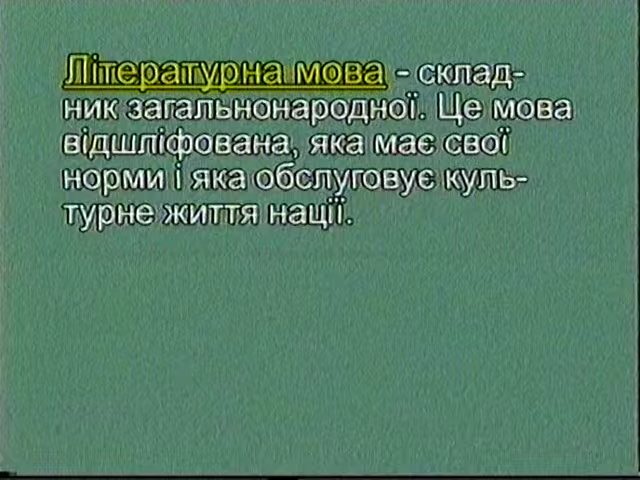 Літературна мова - склад-
ник загальнонародної. Це мова
відшліфована, яка має свої
норми і яка обслуговує куль-
турне життя нації.